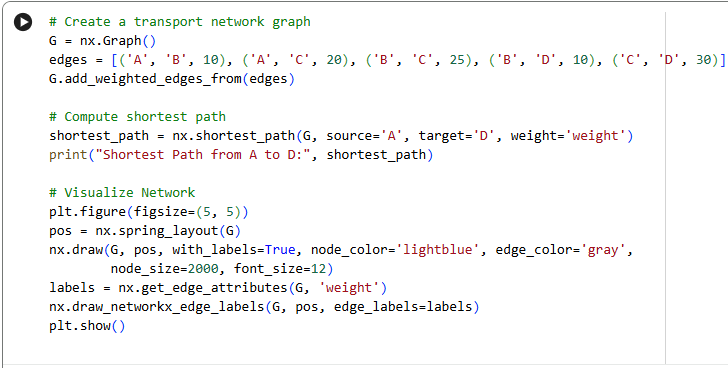 # Create a transport network graph
G = nx.Graph()
edges = [('A', 'B', 10), ('A', 'C', 20), ('B', 'C', 25), ('B', 'D', 10), ('C', 'D', 30)]
G.add_weighted_edges_from(edges)
# Compute shortest path
shortest_path = nx.shortest_path(G, source='A', target='D', weight='weight')
print("Shortest Path from A to D:", shortest_path)
# Visualize Network
plt.figure(figsize=(5, 5))
pos = nx.spring_layout(G)
nx.draw(G, pos, with_labels=True, node_color='lightblue', edge_color='gray',
node_size=2000, font_size=12)
labels = nx.get_edge_attributes(G, 'weight')
nx.draw_networkx_edge_labels(G, pos, edge_labels=labels)
plt.show()